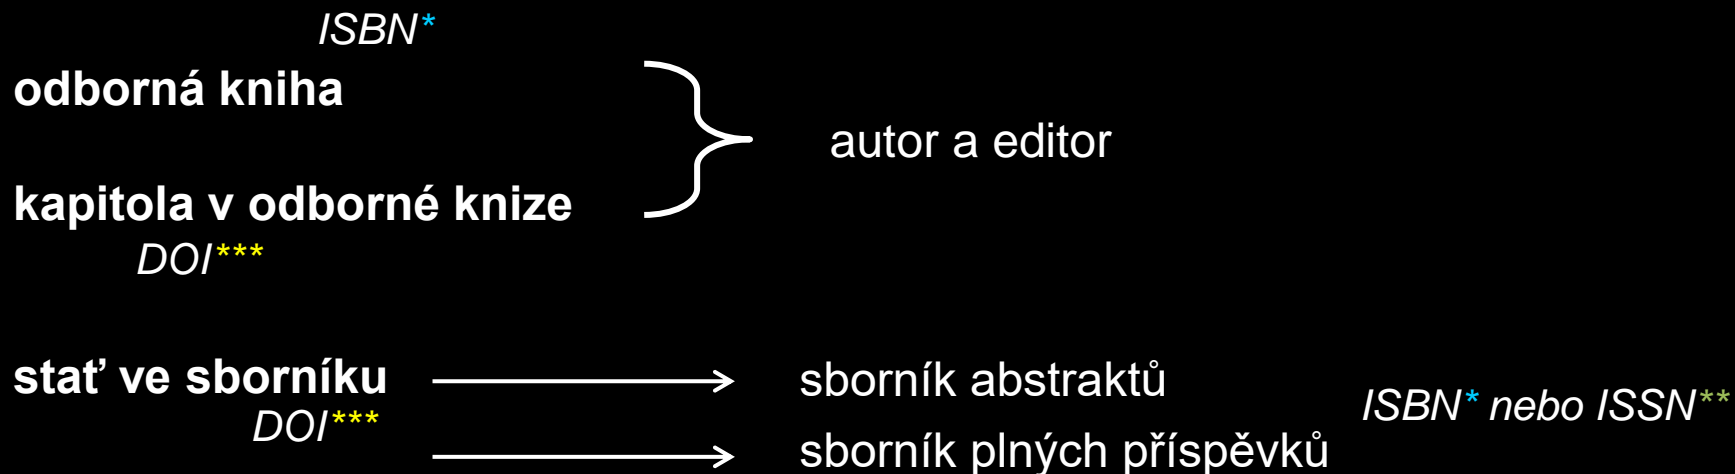 ISBN*
odborná kniha
autor a editor
kapitola v odborné knize
DOI***
stať ve sborníku
sborník abstraktů
ISBN* nebo ISSN**
DOI***
sborník plných příspěvků